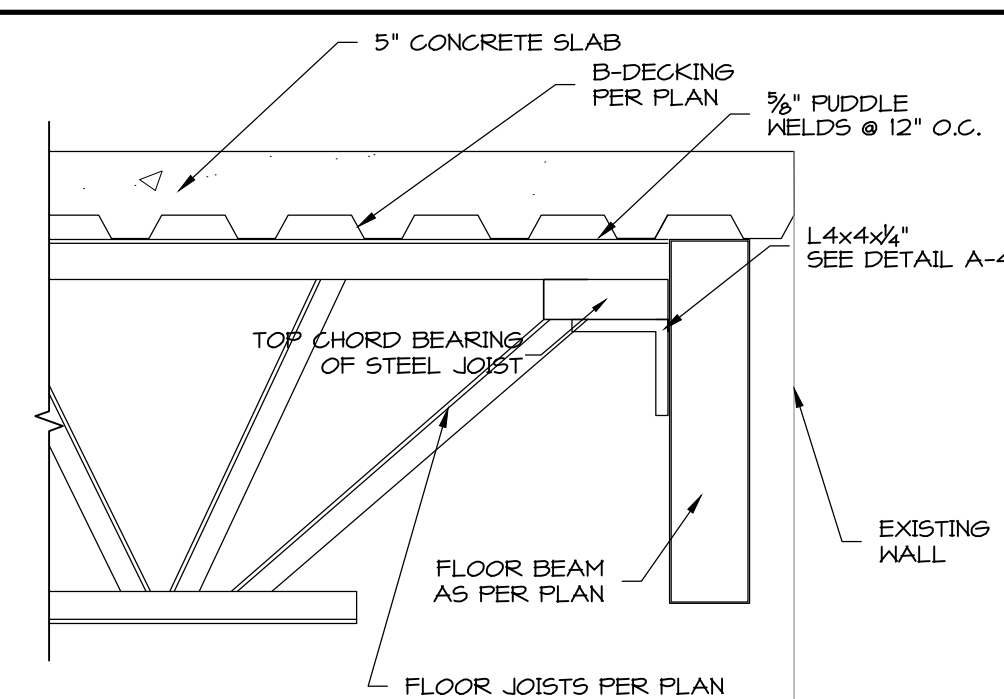 5" CONCRETE SLAB
B-DECKING
PER PLAN
⅝" PUDDLE
WELDS @ 12" O.C.
L4x4x¼"
SEE DETAIL A-4
TOP CHORD BEARING
OF STEEL JOIST
EXISTING
WALL
FLOOR BEAM
AS PER PLAN
FLOOR JOISTS PER PLAN